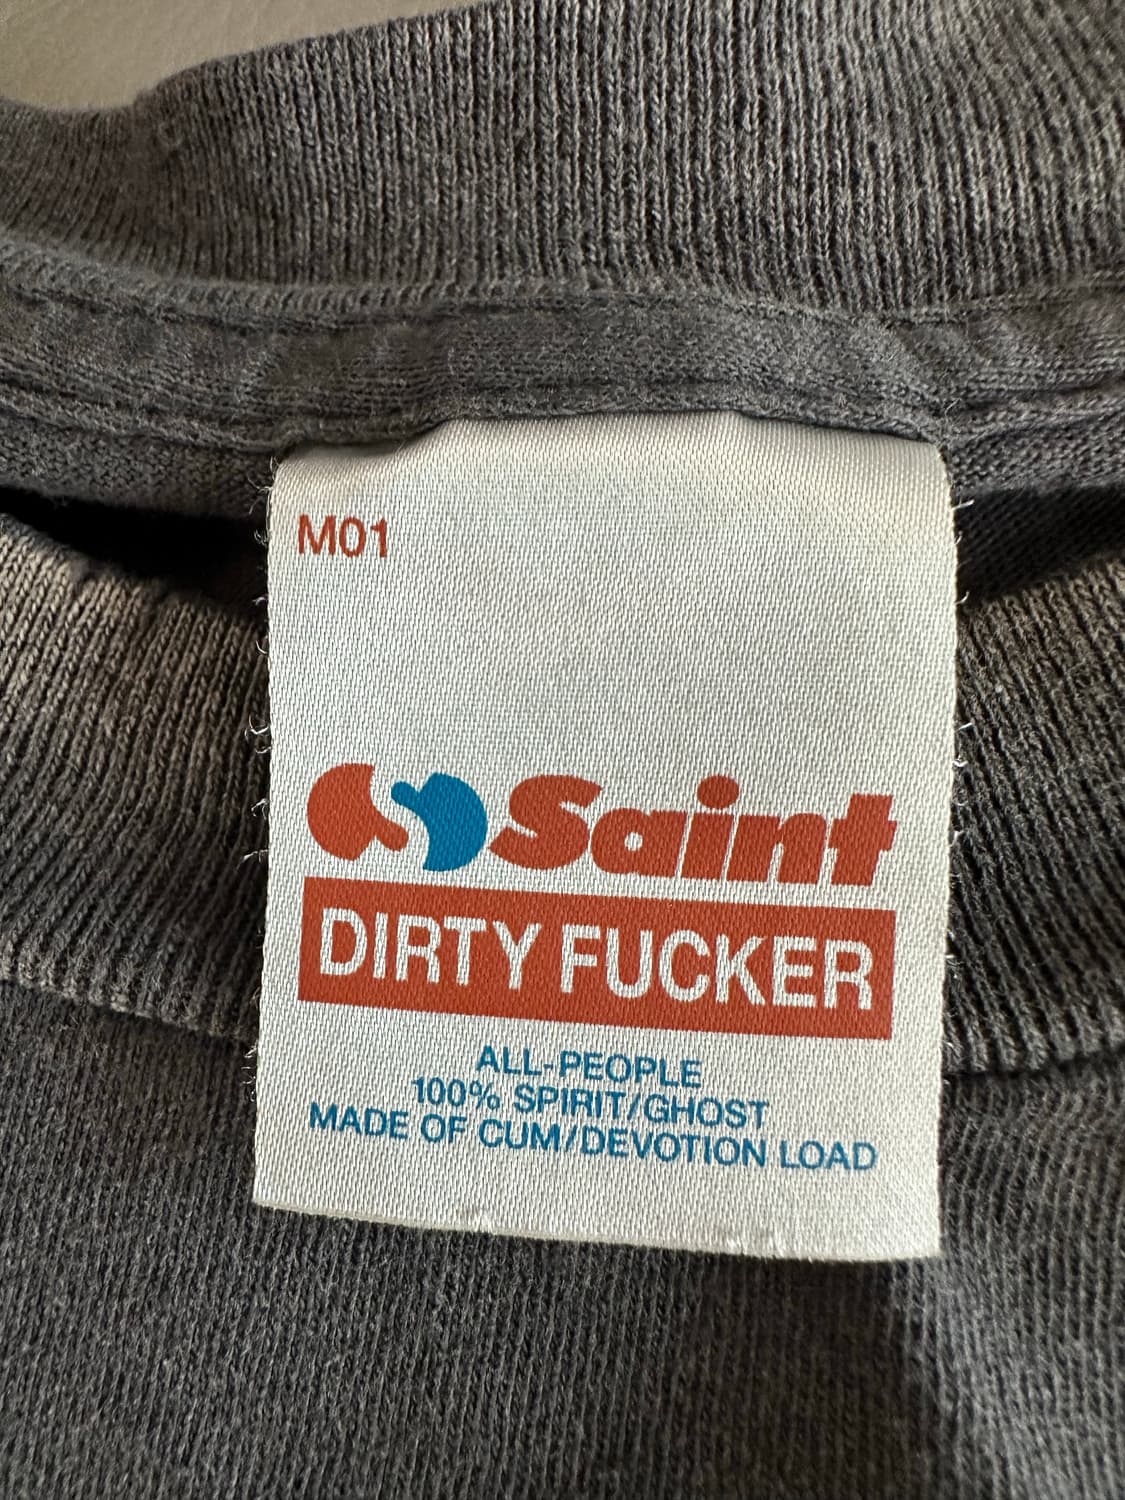 M01
Saint
DIRTY FUCKER
ALL-PEOPLE
100% SPIRIT/GHOST
MADE OF CUM/DEVOTION LOAD